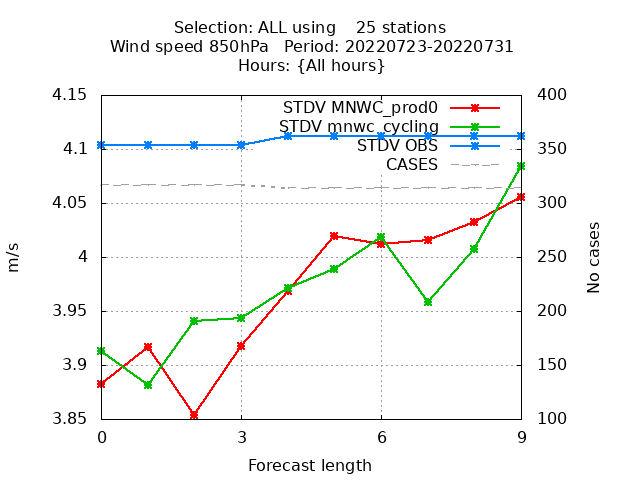 Selection: ALL using    25 stations
Wind speed 850hPa   Period: 20220723-20220731
Hours: {All hours}
4.15
4.1
4.05
4
3.95
3.9
3.85
400
350
300
250
200
150
100
STDV MNWC_prod0
STDV mnwc_cycling
STDV OBS
CASES
m/s
No cases
0
3
6
9
Forecast length